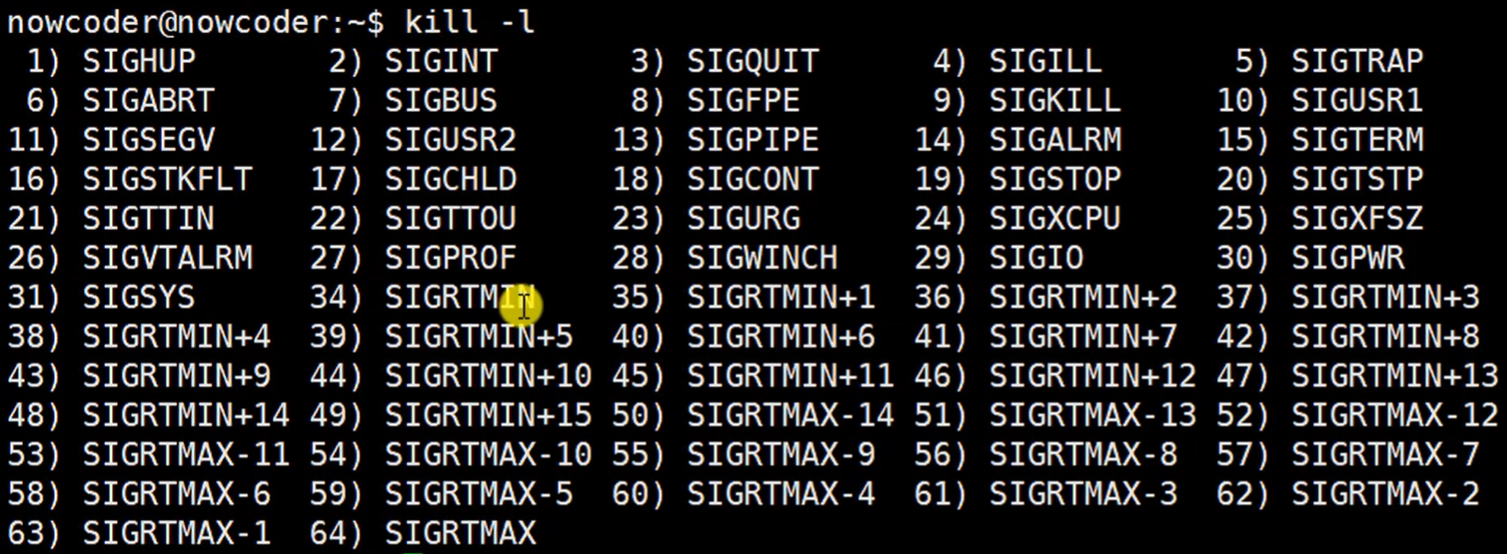 nowcoder@nowcoder:~$ kill -l
1) SIGHUP 2) SIGINT 3) SIGQUIT 4) SIGILL 5) SIGTRAP
6) SIGABRT 7) SIGBUS 8) SIGFPE 9) SIGKILL 10) SIGUSR1
11) SIGSEGV 12) SIGUSR2 13) SIGPIPE 14) SIGALRM 15) SIGTERM
16) SIGSTKFLT 17) SIGCHLD 18) SIGCONT 19) SIGSTOP 20) SIGTSTP
21) SIGTTIN 22) SIGTTOU 23) SIGURG 24) SIGXCPU 25) SIGXFSZ
26) SIGVTALRM 27) SIGPROF 28) SIGWINCH 29) SIGIO 30) SIGPWR
31) SIGSYS 34) SIGRTMIN 35) SIGRTMIN+1 36) SIGRTMIN+2 37) SIGRTMIN+3
38) SIGRTMIN+4 39) SIGRTMIN+5 40) SIGRTMIN+6 41) SIGRTMIN+7 42) SIGRTMIN+8
43) SIGRTMIN+9 44) SIGRTMIN+10 45) SIGRTMIN+11 46) SIGRTMIN+12 47) SIGRTMIN+13
48) SIGRTMIN+14 49) SIGRTMIN+15 50) SIGRTMAX-14 51) SIGRTMAX-13 52) SIGRTMAX-12
53) SIGRTMAX-11 54) SIGRTMAX-10 55) SIGRTMAX-9 56) SIGRTMAX-8 57) SIGRTMAX-7
58) SIGRTMAX-6 59) SIGRTMAX-5 60) SIGRTMAX-4 61) SIGRTMAX-3 62) SIGRTMAX-2
63) SIGRTMAX-1 64) SIGRTMAX